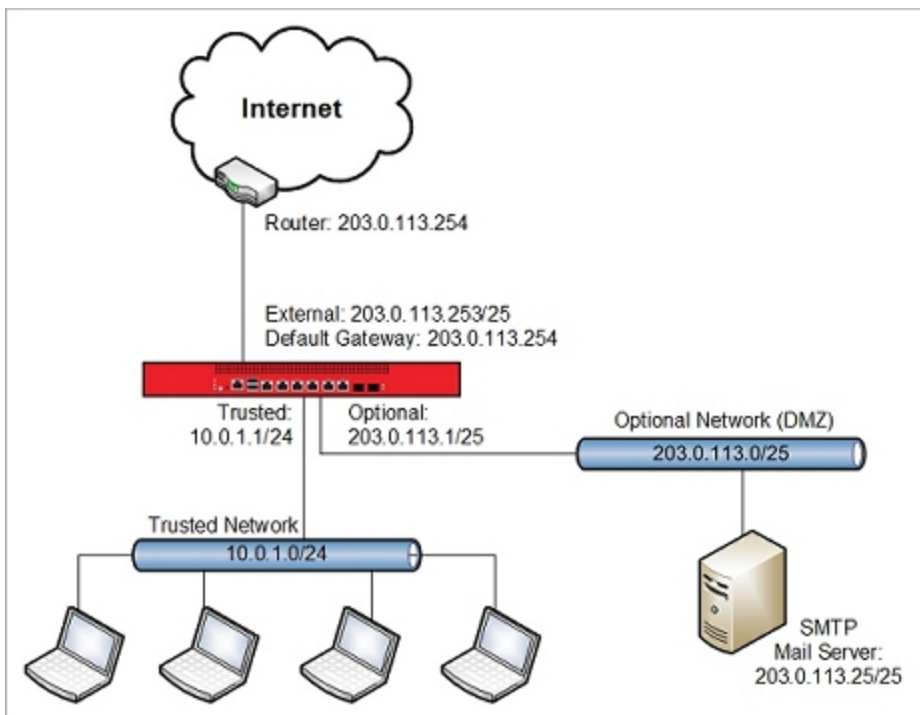 Internet
Router: 203.0.113.254
External: 203.0.113.253/25
Default Gateway: 203.0.113.254
Trusted:
10.0.1.1/24
Optional:
203.0.113.1/25
Optional Network (DMZ)
203.0.113.0/25
Trusted Network
10.0.1.0/24
SMTP
Mail Server:
203.0.113.25/25